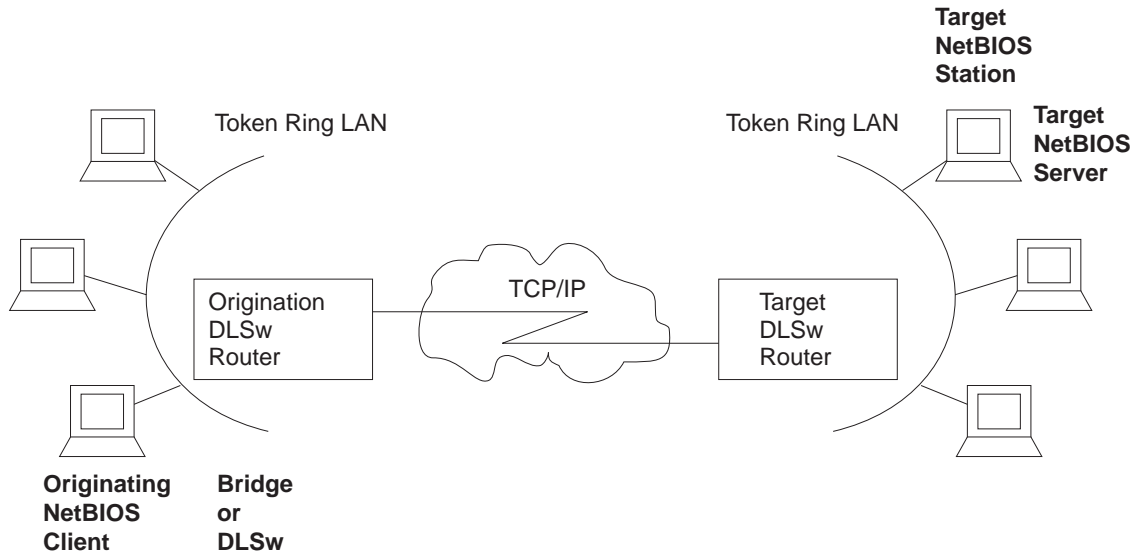 Target
NetBIOS
Station
Token Ring LAN
Token Ring LAN
Target
NetBIOS
Server
Origination
DLSw
Router
TCP/IP
Target
DLSw
Router
Originating
NetBIOS
Client
Bridge
or
DLSw